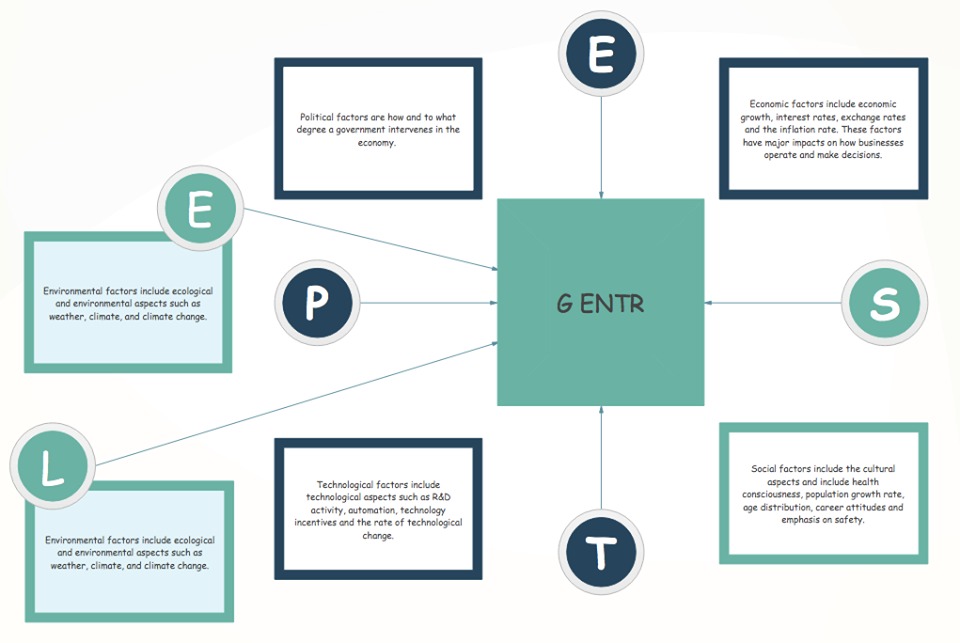 E
Political factors are how and to what
degree a government intervenes in the
economy.
Economic factors include economic
growth, interest rates, exchange rates
and the inflation rate. These factors
have major impacts on how businesses
operate and make decisions.
E
Environmental factors include ecological
and environmental aspects such as
weather, climate, and climate change.
P
G ENTR
S
L
Environmental factors include ecological
and environmental aspects such as
weather, climate, and climate change.
Technological factors include
technological aspects such as R&D
activity, automation, technology
incentives and the rate of technological
change.
T
Social factors include the cultural
aspects and include health
consciousness, population growth rate,
age distribution, career attitudes and
emphasis on safety.